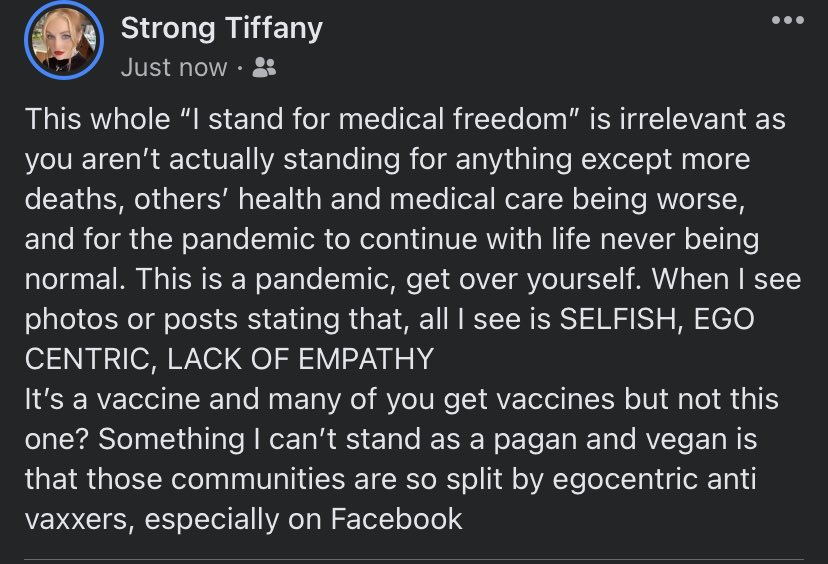 Strong Tiffany
Just now ·
This whole “I stand for medical freedom” is irrelevant as
you aren’t actually standing for anything except more
deaths, others’ health and medical care being worse,
and for the pandemic to continue with life never being
normal. This is a pandemic, get over yourself. When I see
photos or posts stating that, all I see is SELFISH, EGO
CENTRIC, LACK OF EMPATHY
It’s a vaccine and many of you get vaccines but not this
one? Something I can’t stand as a pagan and vegan is
that those communities are so split by egocentric anti
vaxxers, especially on Facebook